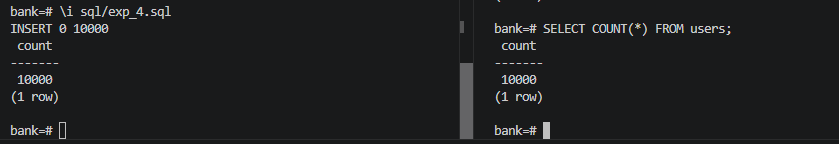 bank=# \i sql/exp_4.sql
INSERT 0 10000
 count
-------
 10000
(1 row)

bank=#
bank=# SELECT COUNT(*) FROM users;
 count
-------
 10000
(1 row)

bank=#